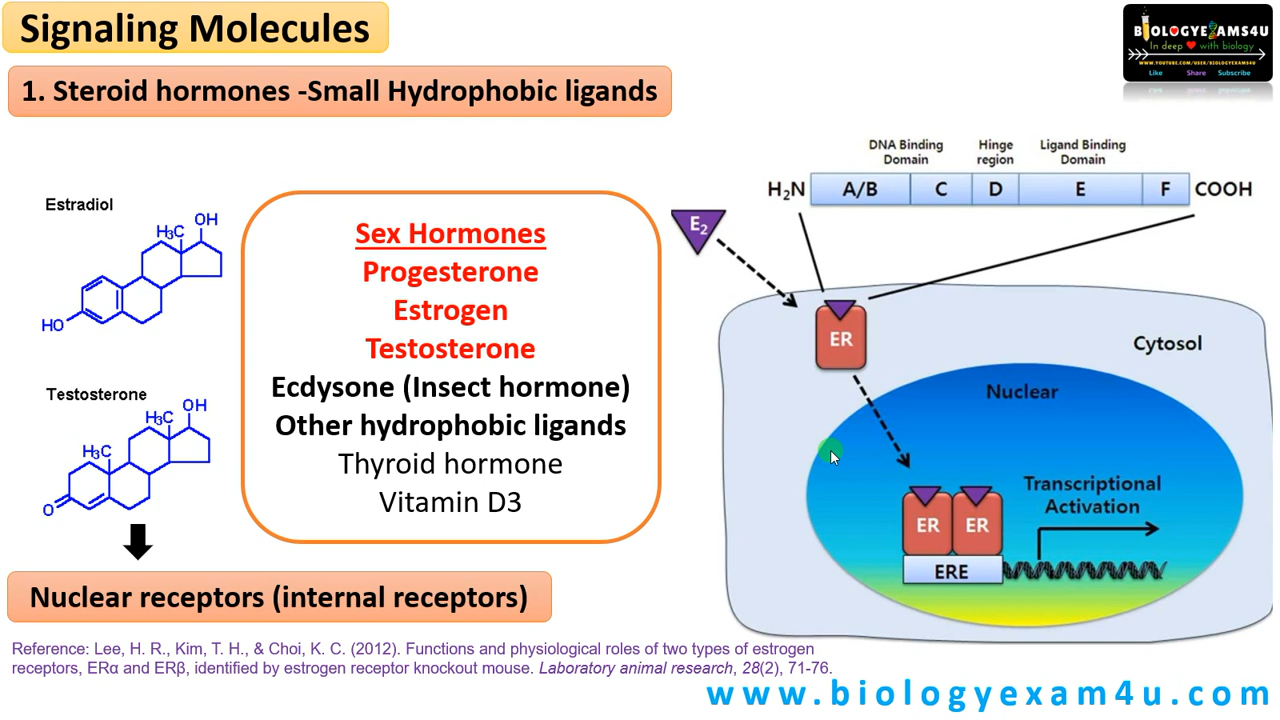 Signaling Molecules
1. Steroid hormones -Small Hydrophobic ligands
BIOLOGYEXAMS4U
In deep with biology
WWW.YOUTUBE.COM/USER/BIOLOGYEXAMS4U
Like Share Subscribe
Estradiol
OH
H₃C
HO
Testosterone
OH
H₃C
H₃C
O
Sex Hormones
Progesterone
Estrogen
Testosterone
Ecdysone (Insect hormone)
Other hydrophobic ligands
Thyroid hormone
Vitamin D3
Nuclear receptors (internal receptors)
DNA Binding
Domain
Hinge
region
Ligand Binding
Domain
H₂N A/B C D E F COOH
E₂
ER
Cytosol
Nuclear
Transcriptional
Activation
ER ER
ERE
Reference: Lee, H. R., Kim, T. H., & Choi, K. C. (2012). Functions and physiological roles of two types of estrogen
receptors, ERα and ERβ, identified by estrogen receptor knockout mouse. Laboratory animal research, 28(2), 71-76.
www.biologyexam4u.com